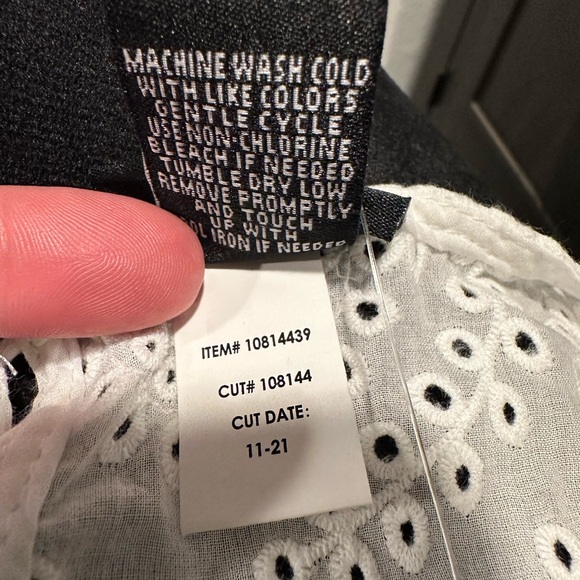 MACHINE WASH COLD
WITH LIKE COLORS
GENTLE CYCLE
USE NON-CHLORINE
BLEACH IF NEEDED
TUMBLE DRY LOW
REMOVE PROMPTLY
AND TOUCH
UP WITH
IRON IF NEEDED
ITEM# 10814439
CUT# 108144
CUT DATE:
11-21